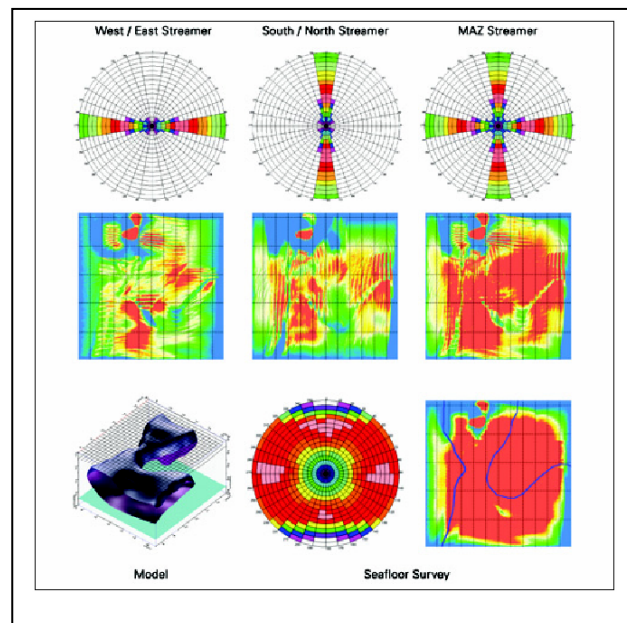 West / East Streamer
South / North Streamer
MAZ Streamer
Model
Seafloor Survey